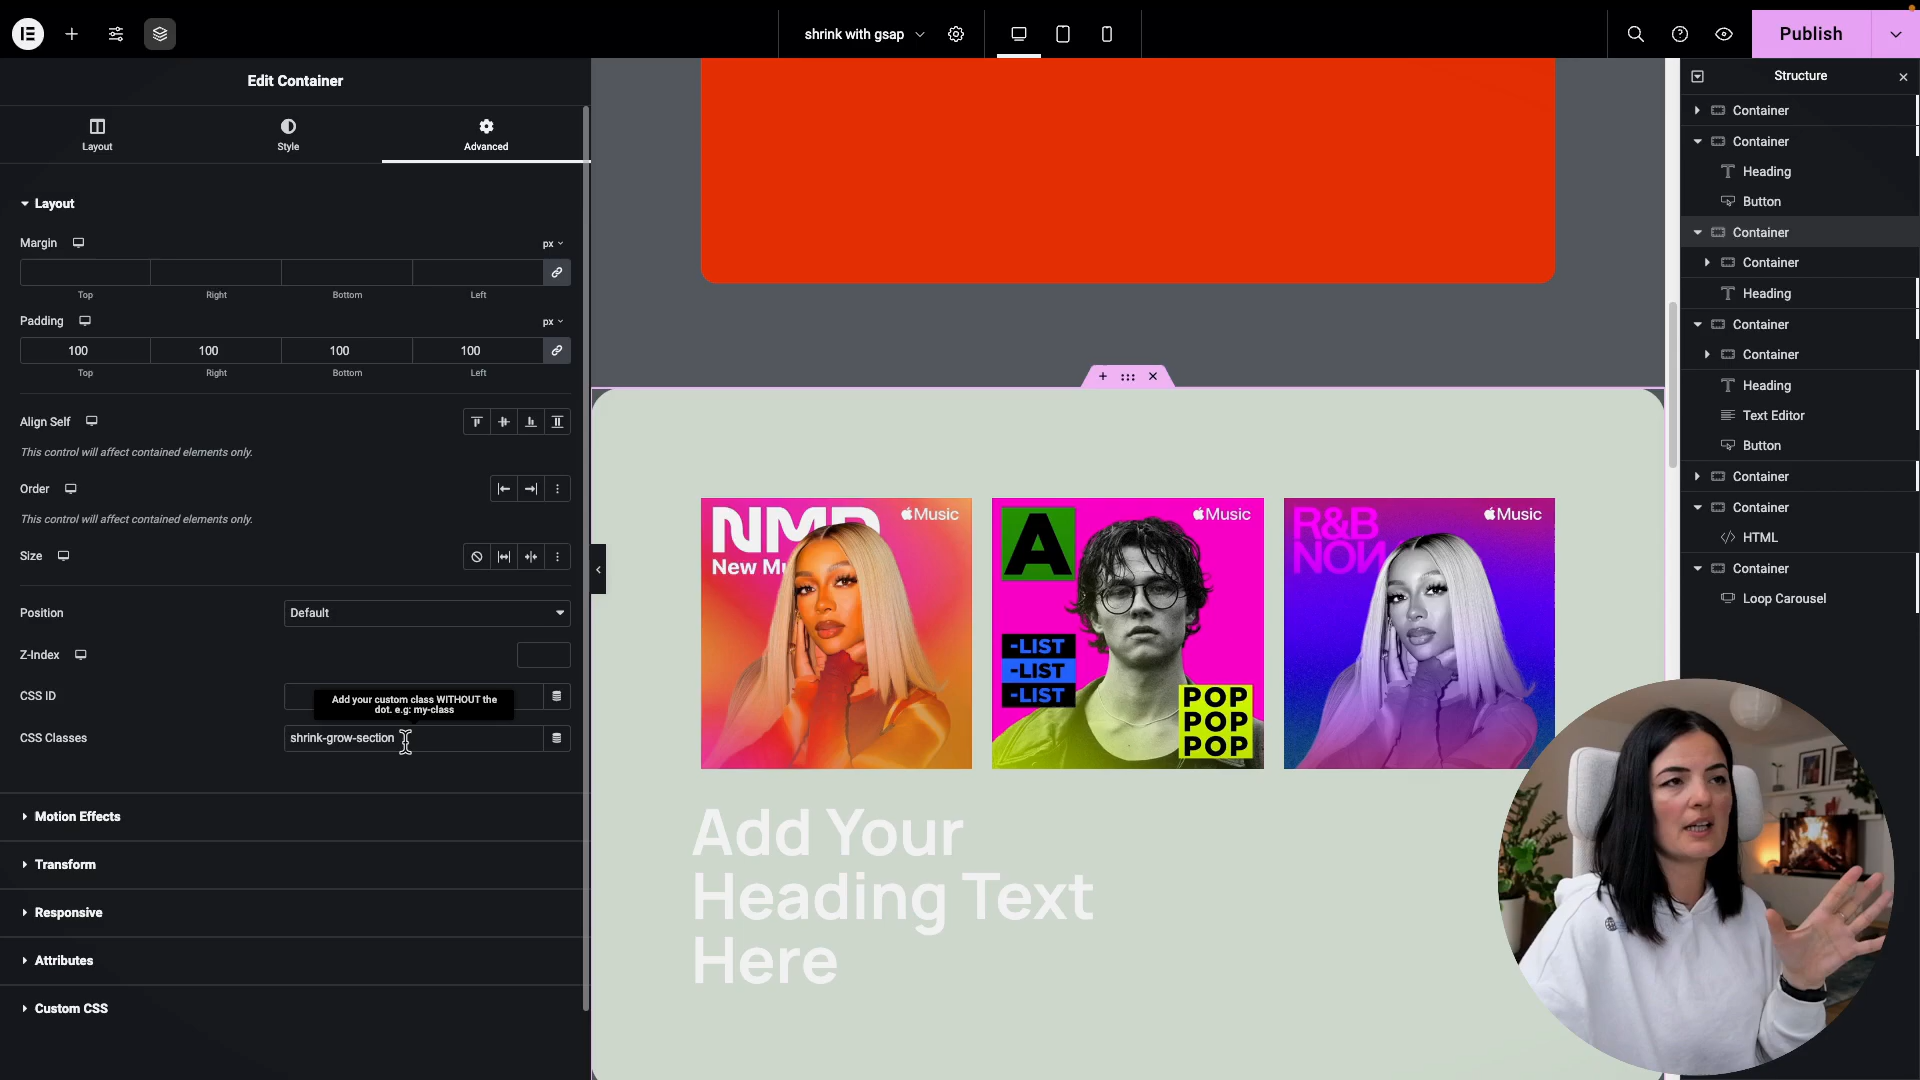 shrink with gsap
Publish
Edit Container
Layout
Style
Advanced
Layout
Margin
px
Top
Right
Bottom
Left
Padding
px
100
100
100
100
Top
Right
Bottom
Left
Align Self
This control will affect contained elements only.
Order
This control will affect contained elements only.
Size
Position
Default
Z-Index
CSS ID
Add your custom class WITHOUT the
dot. e.g: my-class
CSS Classes
shrink-grow-section
Motion Effects
Transform
Responsive
Attributes
Custom CSS
Music
New Mu
A
Music
-LIST
-LIST
-LIST
POP
POP
POP
R&B
NOW
Music
Add Your
Heading Text
Here
Structure
Container
Container
Heading
Button
Container
Container
Heading
Container
Container
Heading
Text Editor
Button
Container
Container
HTML
Container
Loop Carousel